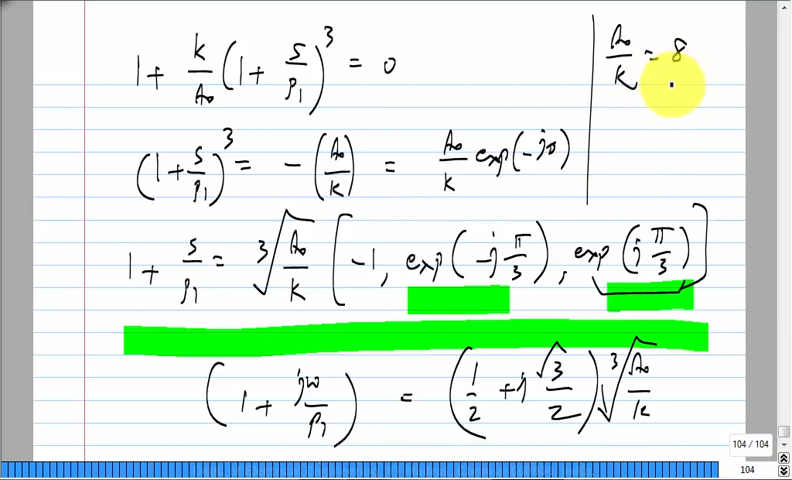 1 + k/A₀ (1 + s/p₁)³ = 0
A₀/k = 8
(1 + s/p₁)³ = -(A₀/k) = A₀/k exp(-jπ)
1 + s/p₁ = ∛(A₀/k) [-1, exp(-j π/3), exp(j π/3)]
(1 + jω/p₁) = (1/2 + j √3/2) ∛(A₀/k)
104 / 104
104